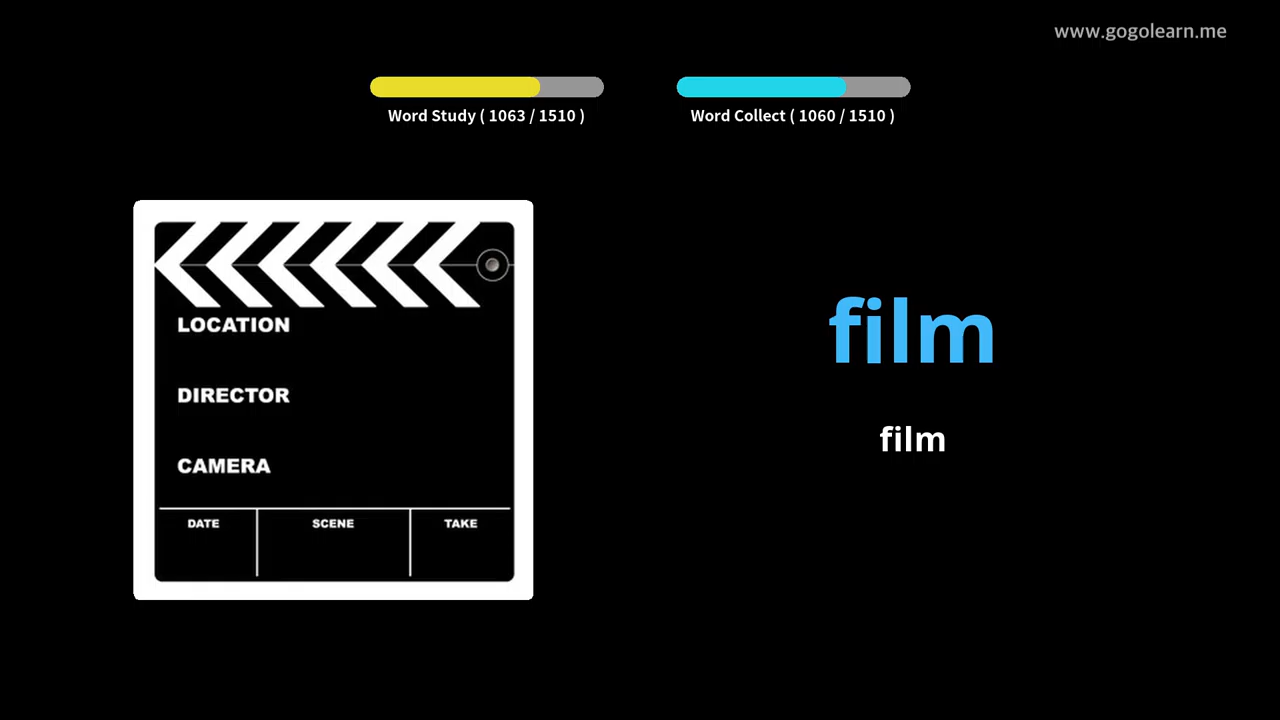 www.gogolearn.me
Word Study ( 1063 / 1510 )
Word Collect ( 1060 / 1510 )
LOCATION
DIRECTOR
CAMERA
DATE
SCENE
TAKE
film
film